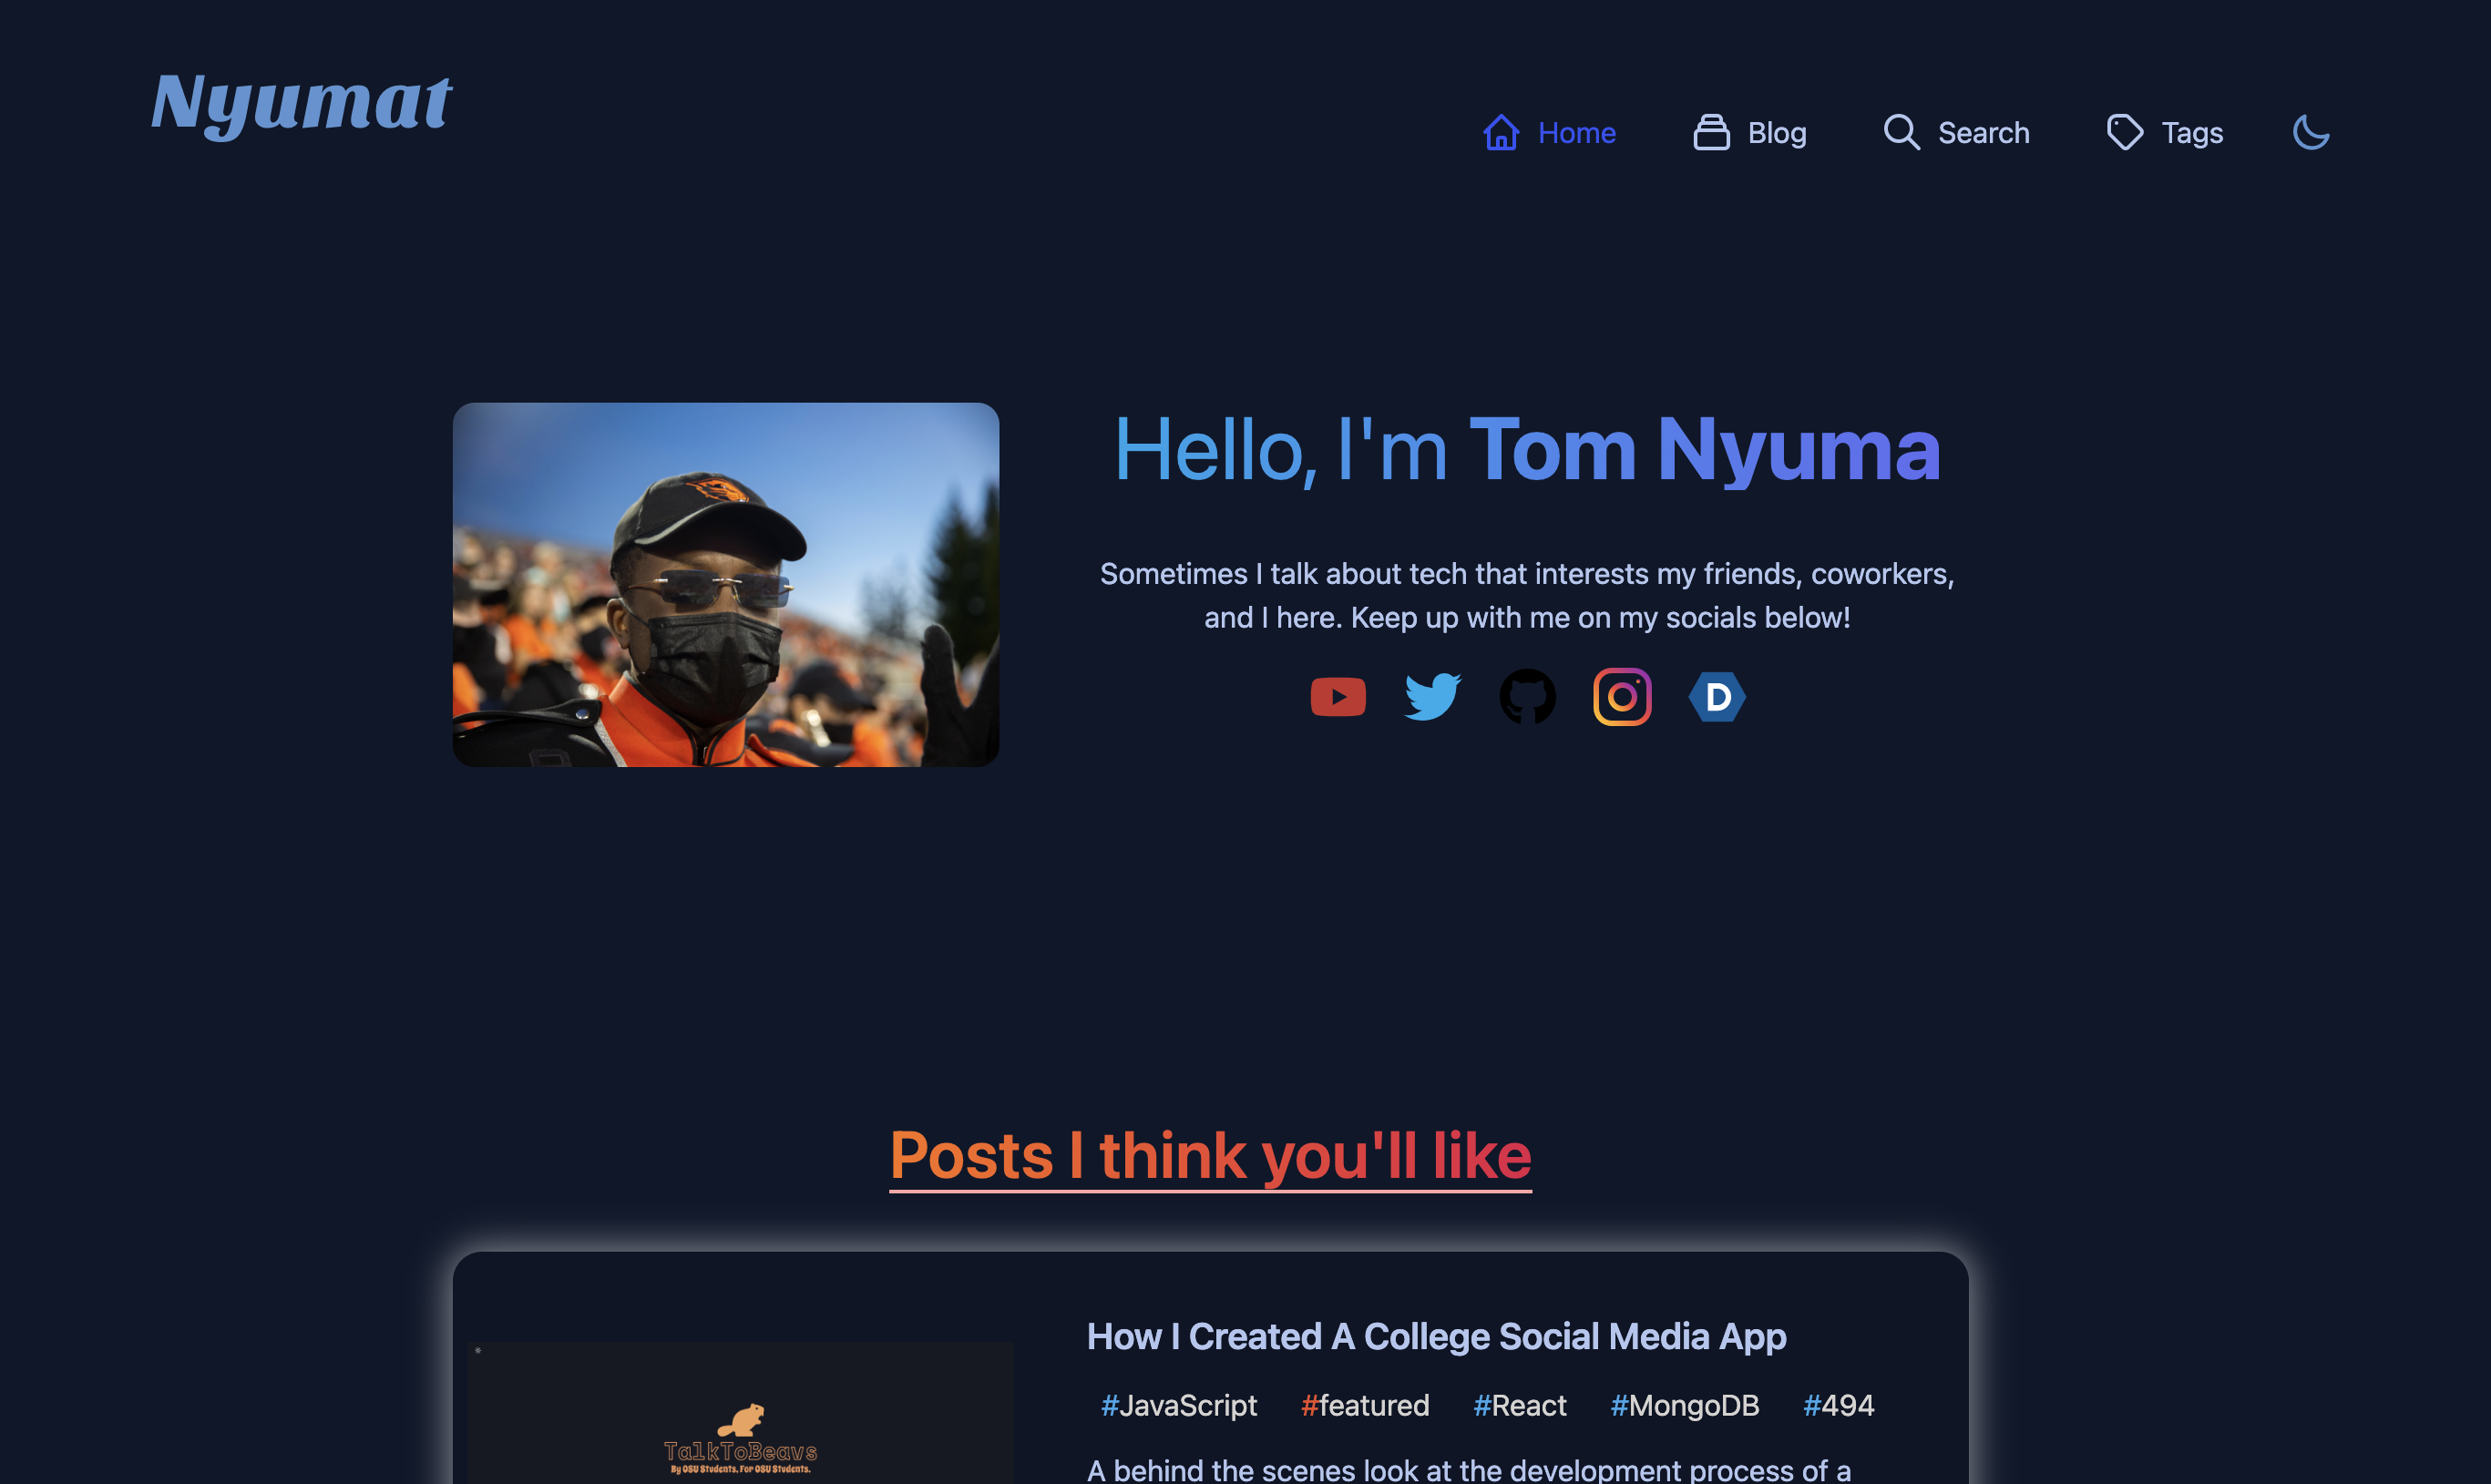 Nyumat
Home
Blog
Search
Tags
Hello, I'm Tom Nyuma
Sometimes I talk about tech that interests my friends, coworkers,
and I here. Keep up with me on my socials below!
D
Posts I think you'll like
How I Created A College Social Media App
#JavaScript #featured #React #MongoDB #494
TalkToBeavs
By OSU Students, For OSU Students.
A behind the scenes look at the development process of a